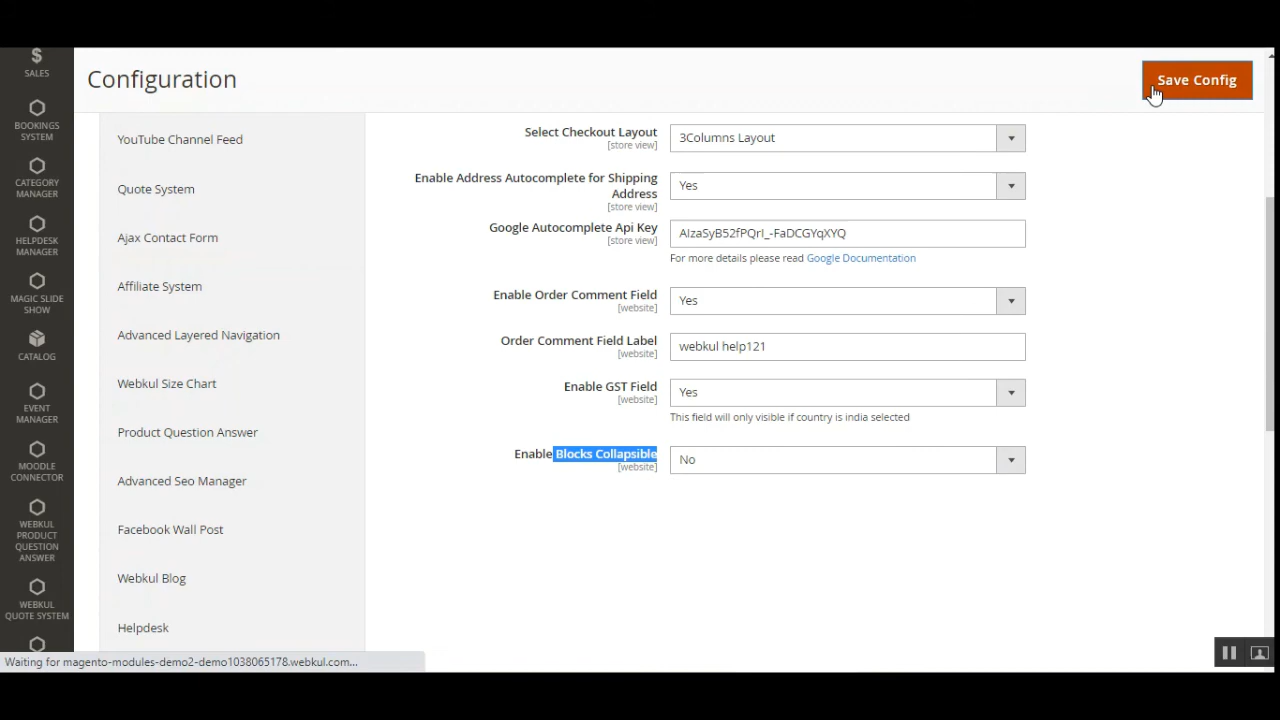 SALES
BOOKINGS
SYSTEM
CATEGORY
MANAGER
HELPDESK
MANAGER
MAGIC SLIDE
SHOW
CATALOG
EVENT
MANAGER
MOODLE
CONNECTOR
WEBKUL
PRODUCT
QUESTION
ANSWER
WEBKUL
QUOTE SYSTEM
Configuration
Save Config
YouTube Channel Feed
Quote System
Ajax Contact Form
Affiliate System
Advanced Layered Navigation
Webkul Size Chart
Product Question Answer
Advanced Seo Manager
Facebook Wall Post
Webkul Blog
Helpdesk
Select Checkout Layout
[store view]
3Columns Layout
Enable Address Autocomplete for Shipping
Address
[store view]
Yes
Google Autocomplete Api Key
[store view]
AIzaSyB52fPQrI_-FaDCGYqXYQ
For more details please read Google Documentation
Enable Order Comment Field
[website]
Yes
Order Comment Field Label
[website]
webkul help121
Enable GST Field
[website]
Yes
This field will only visible if country is india selected
Enable Blocks Collapsible
[website]
No
Waiting for magento-modules-demo2-demo1038065178.webkul.com...